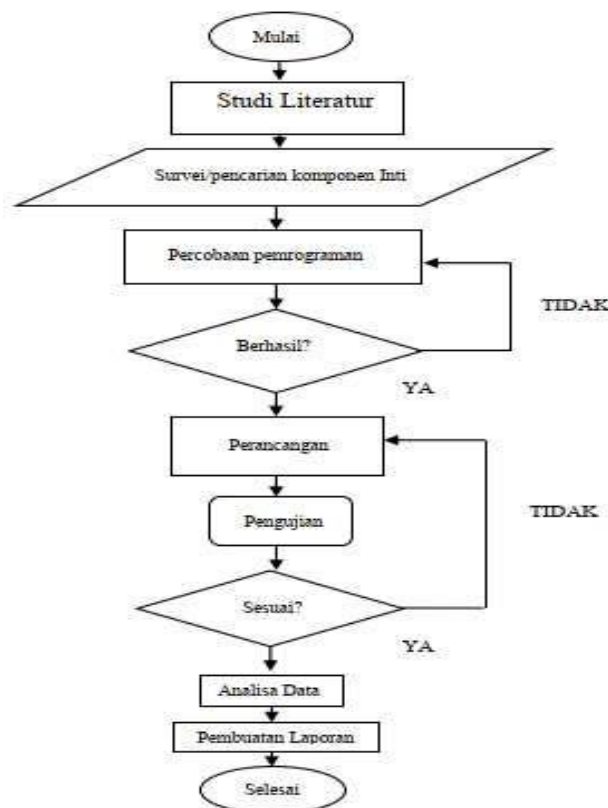 Mulai
Studi Literatur
Survei/pencarian komponen Inti
Percobaan pemrograman
TIDAK
Berhasil?
YA
Perancangan
TIDAK
Pengujian
Sesuai?
YA
Analisa Data
Pembuatan Laporan
Selesai